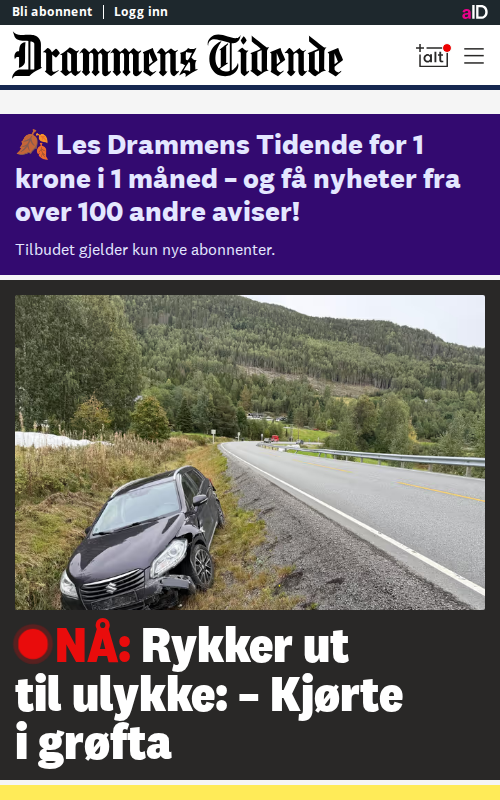 Bli abonnent | Logg inn
aID
Drammens Tidende
+alt
🍂 Les Drammens Tidende for 1
krone i 1 måned – og få nyheter fra
over 100 andre aviser!
Tilbudet gjelder kun nye abonnenter.
NÅ: Rykker ut
til ulykke: – Kjørte
i grøfta